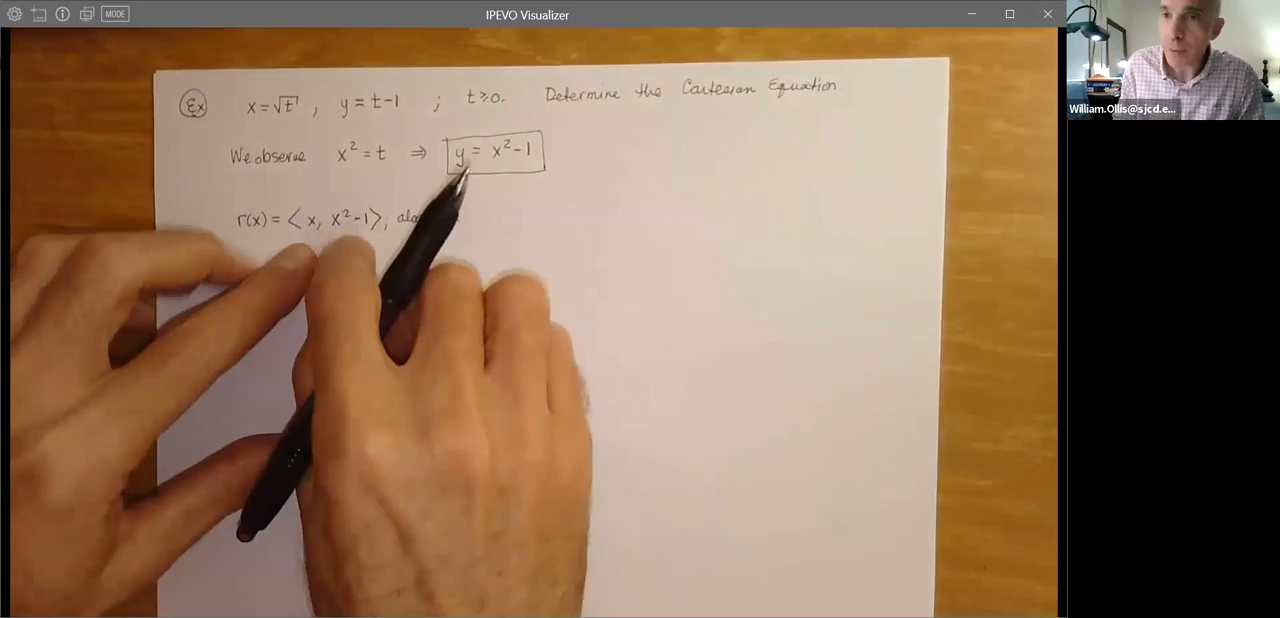 MODE
IPEVO Visualizer
William.Ollis@sjcd.e...
Ex x = √t , y = t-1 ; t≥0. Determine the Cartesian Equation
We observe x² = t ⇒ y = x²-1
r(x) = ⟨ x, x²-1⟩,